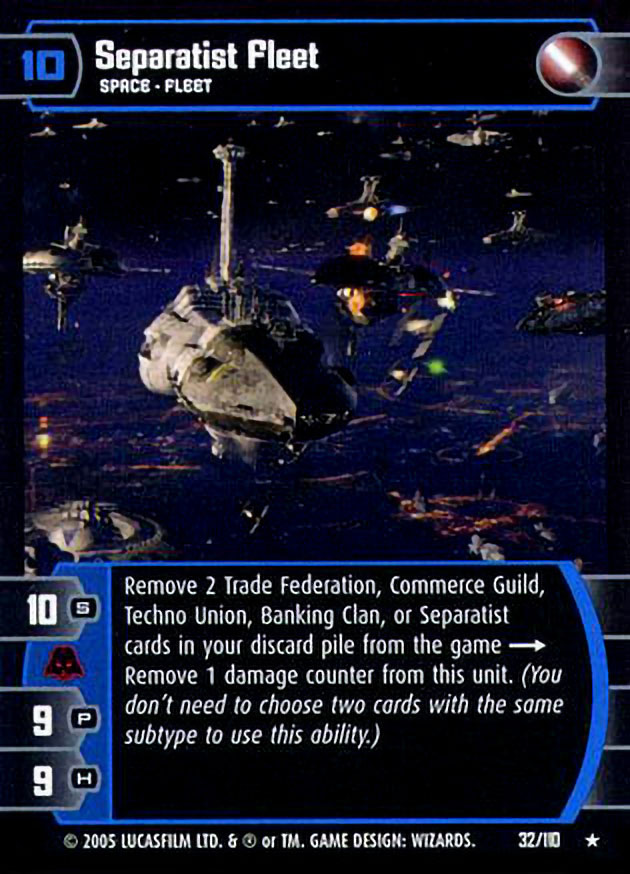 10 Separatist Fleet
SPACE - FLEET
10 S
9 P
9 H
Remove 2 Trade Federation, Commerce Guild,
Techno Union, Banking Clan, or Separatist
cards in your discard pile from the game →
Remove 1 damage counter from this unit. (You
don't need to choose two cards with the same
subtype to use this ability.)
© 2005 LUCASFILM LTD. & ® or TM. GAME DESIGN: WIZARDS. 32/110 ★